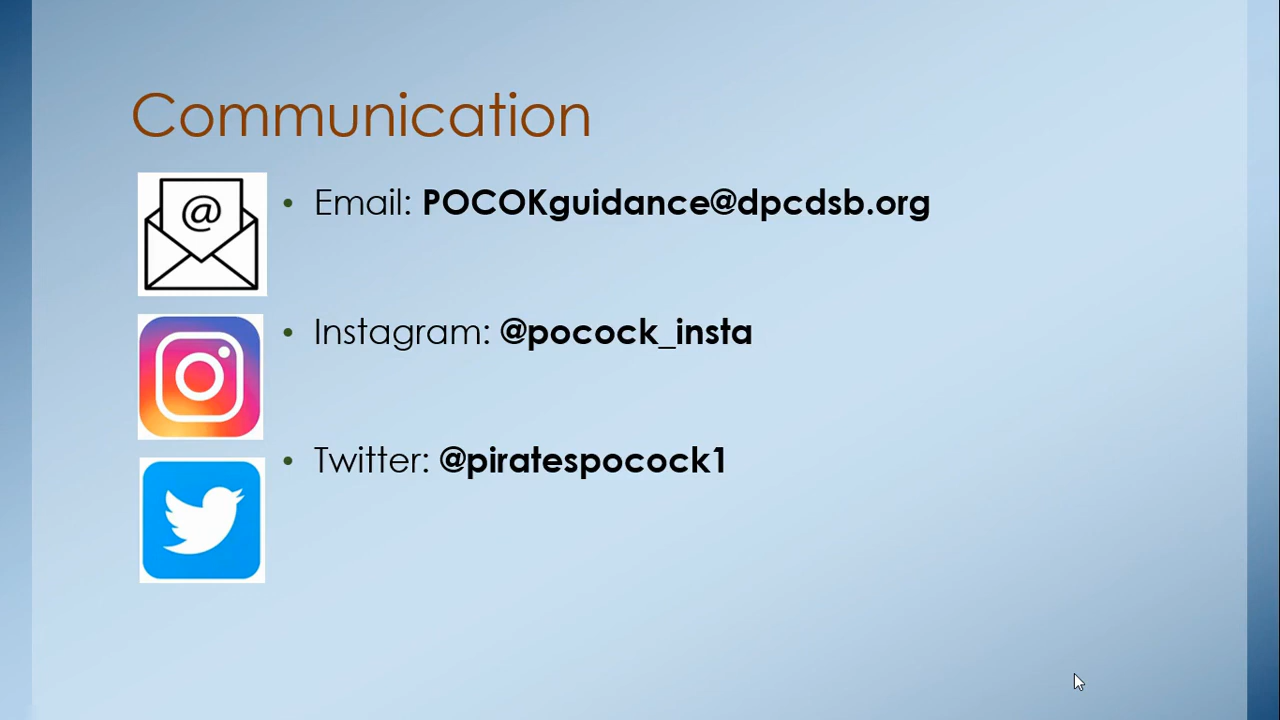 Communication
@
• Email: POCOKguidance@dpcdsb.org
• Instagram: @pocock_insta
• Twitter: @piratespocock1